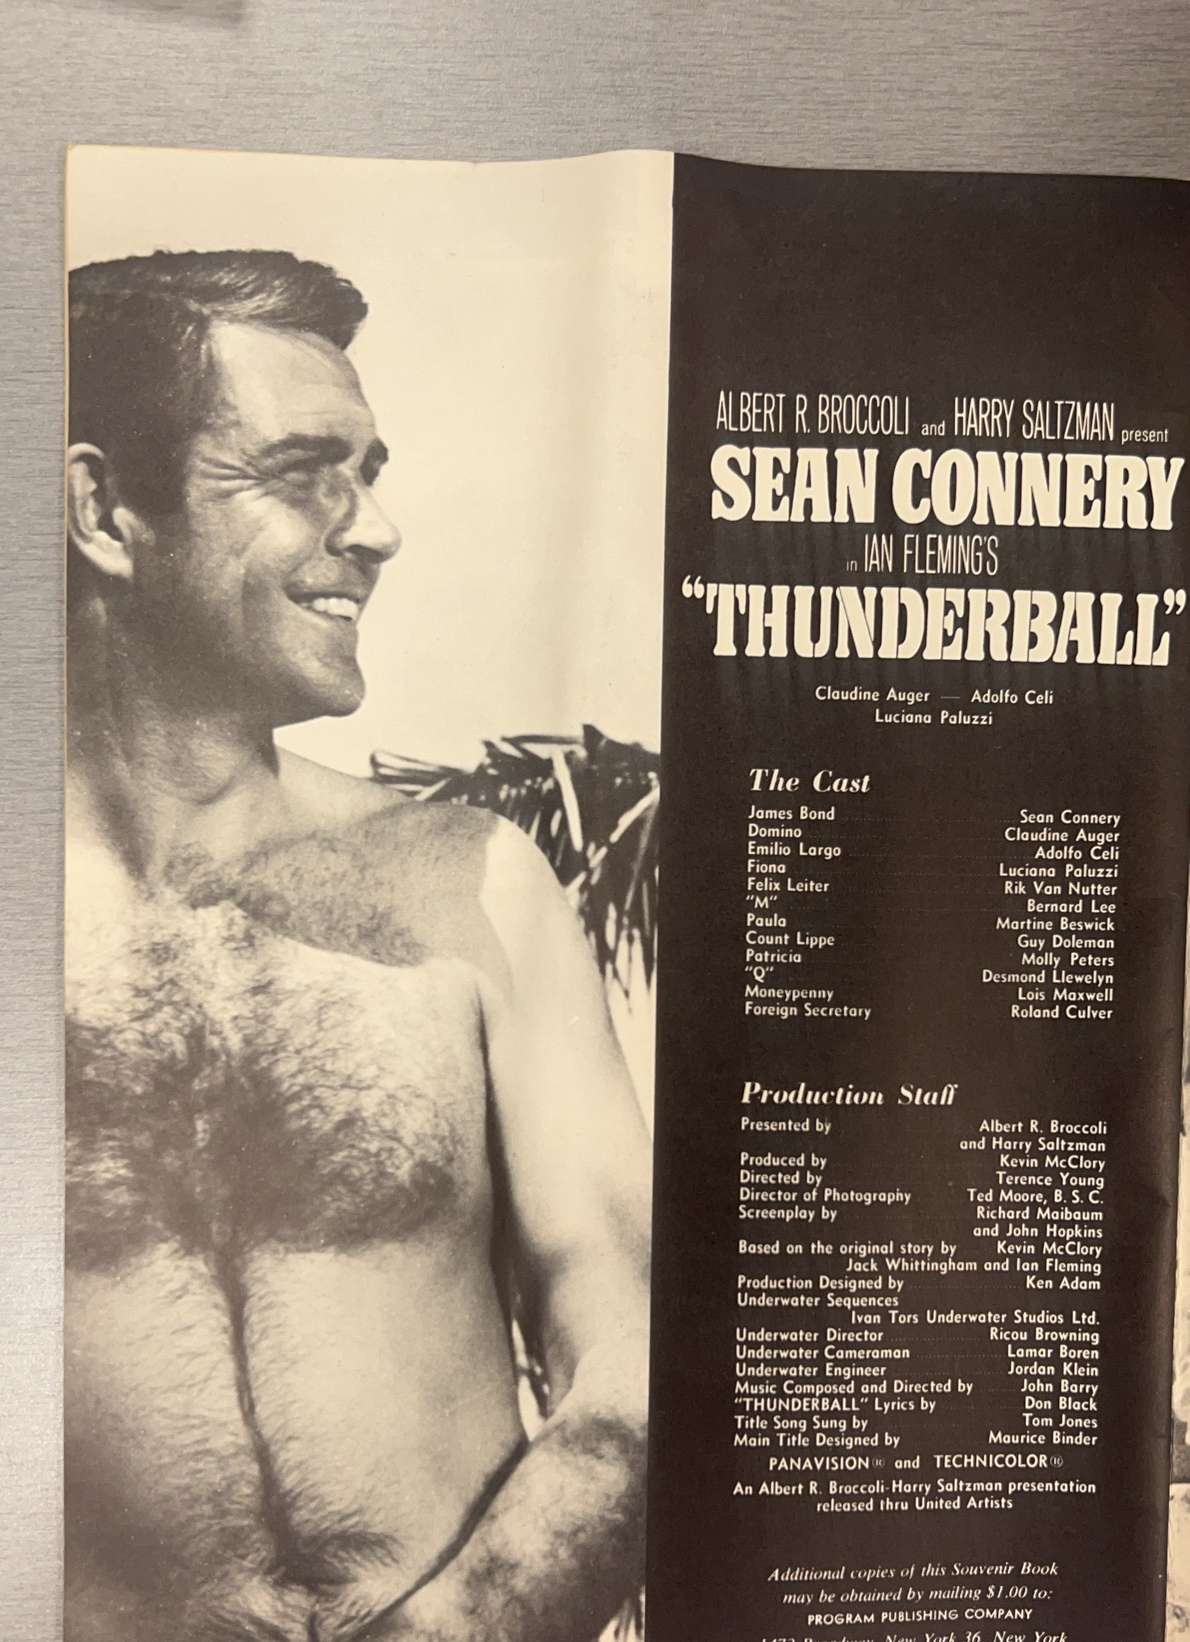 ALBERT R. BROCCOLI and HARRY SALTZMAN present
SEAN CONNERY
in IAN FLEMING'S
"THUNDERBALL"
Claudine Auger — Adolfo Celi
Luciana Paluzzi
The Cast
James Bond Sean Connery
Domino Claudine Auger
Emilio Largo Adolfo Celi
Fiona Luciana Paluzzi
Felix Leiter Rik Van Nutter
"M" Bernard Lee
Paula Martine Beswick
Count Lippe Guy Doleman
Patricia Molly Peters
"Q" Desmond Llewelyn
Moneypenny Lois Maxwell
Foreign Secretary Roland Culver
Production Staff
Presented by Albert R. Broccoli
and Harry Saltzman
Produced by Kevin McClory
Directed by Terence Young
Director of Photography Ted Moore, B. S. C.
Screenplay by Richard Maibaum
and John Hopkins
Based on the original story by Kevin McClory
Jack Whittingham and Ian Fleming
Production Designed by Ken Adam
Underwater Sequences
Ivan Tors Underwater Studios Ltd.
Underwater Director Ricou Browning
Underwater Cameraman Lamar Boren
Underwater Engineer Jordan Klein
Music Composed and Directed by John Barry
"THUNDERBALL" Lyrics by Don Black
Title Song Sung by Tom Jones
Main Title Designed by Maurice Binder
PANAVISION® and TECHNICOLOR®
An Albert R. Broccoli-Harry Saltzman presentation
released thru United Artists
Additional copies of this Souvenir Book
may be obtained by mailing $1.00 to:
PROGRAM PUBLISHING COMPANY
Broadway, New York 36, New York